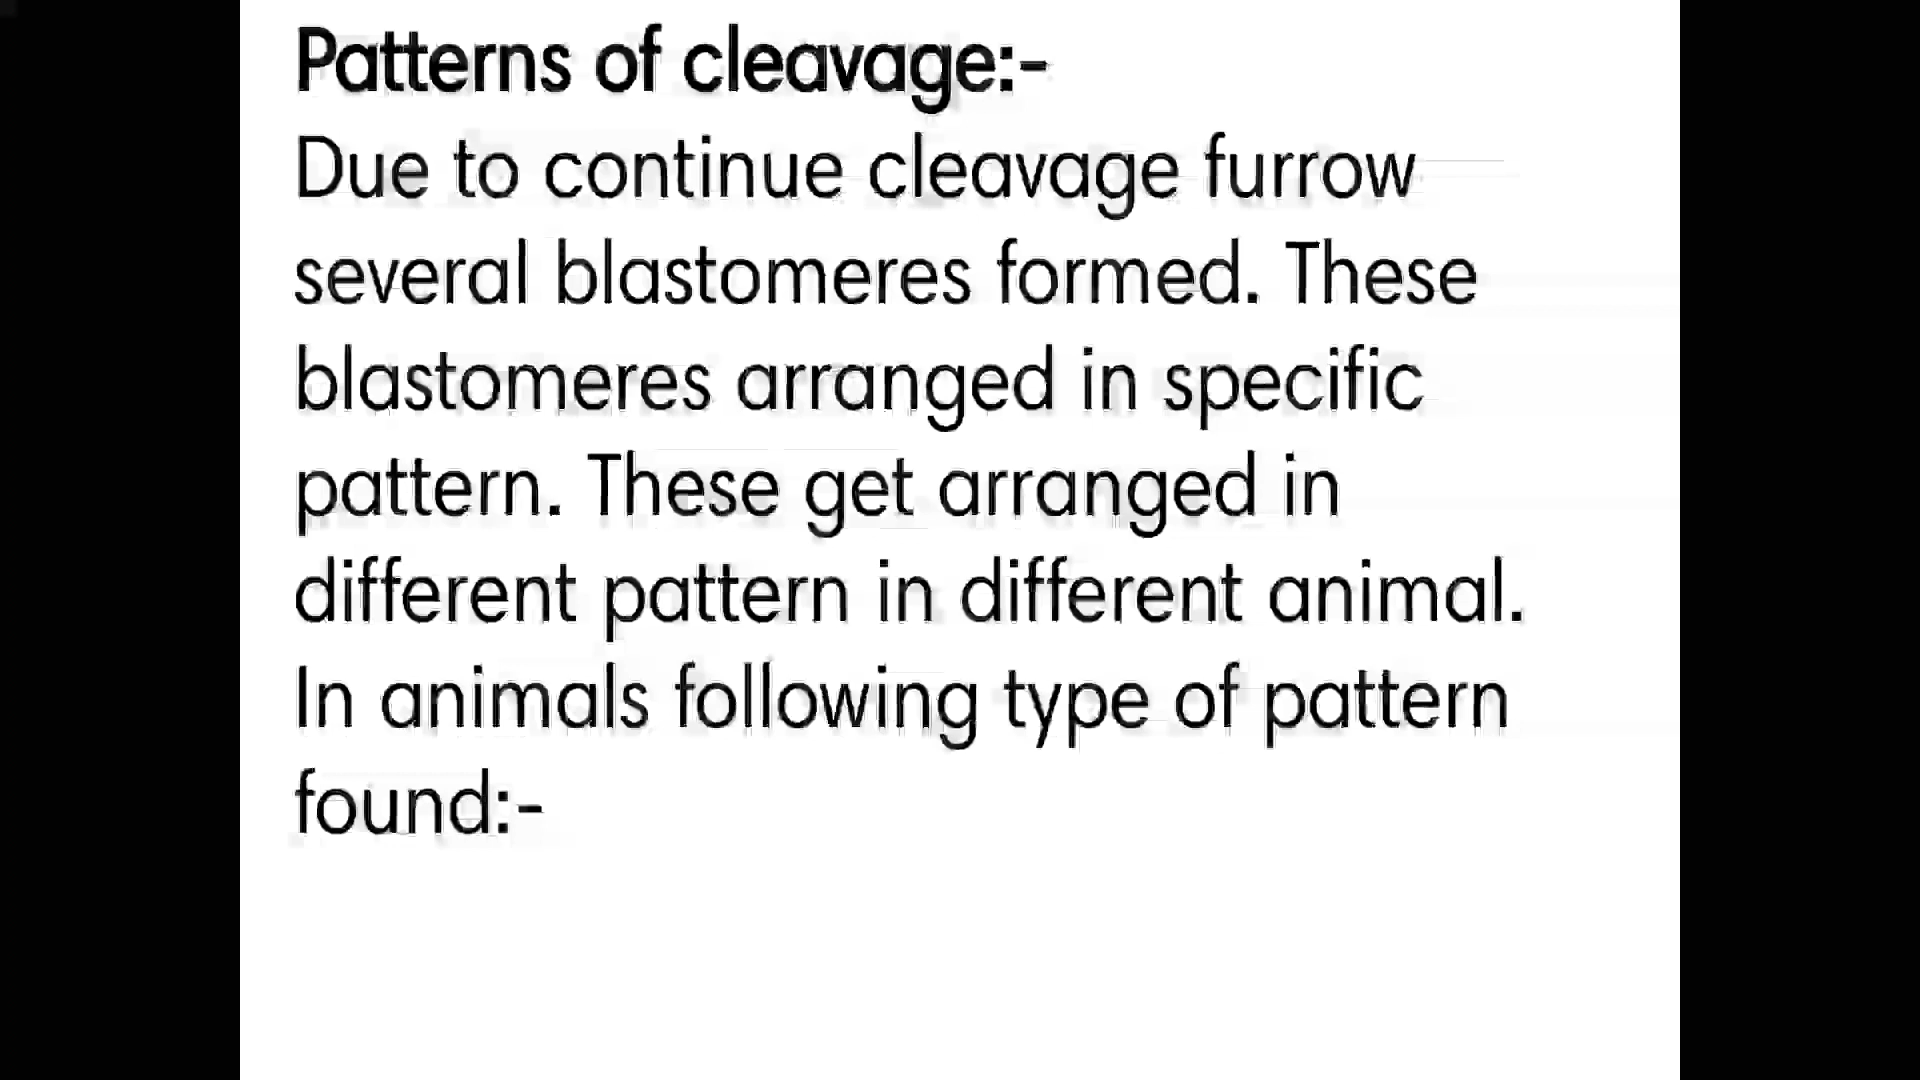 Patterns of cleavage:-
Due to continue cleavage furrow
several blastomeres formed. These
blastomeres arranged in specific
pattern. These get arranged in
different pattern in different animal.
In animals following type of pattern
found:-